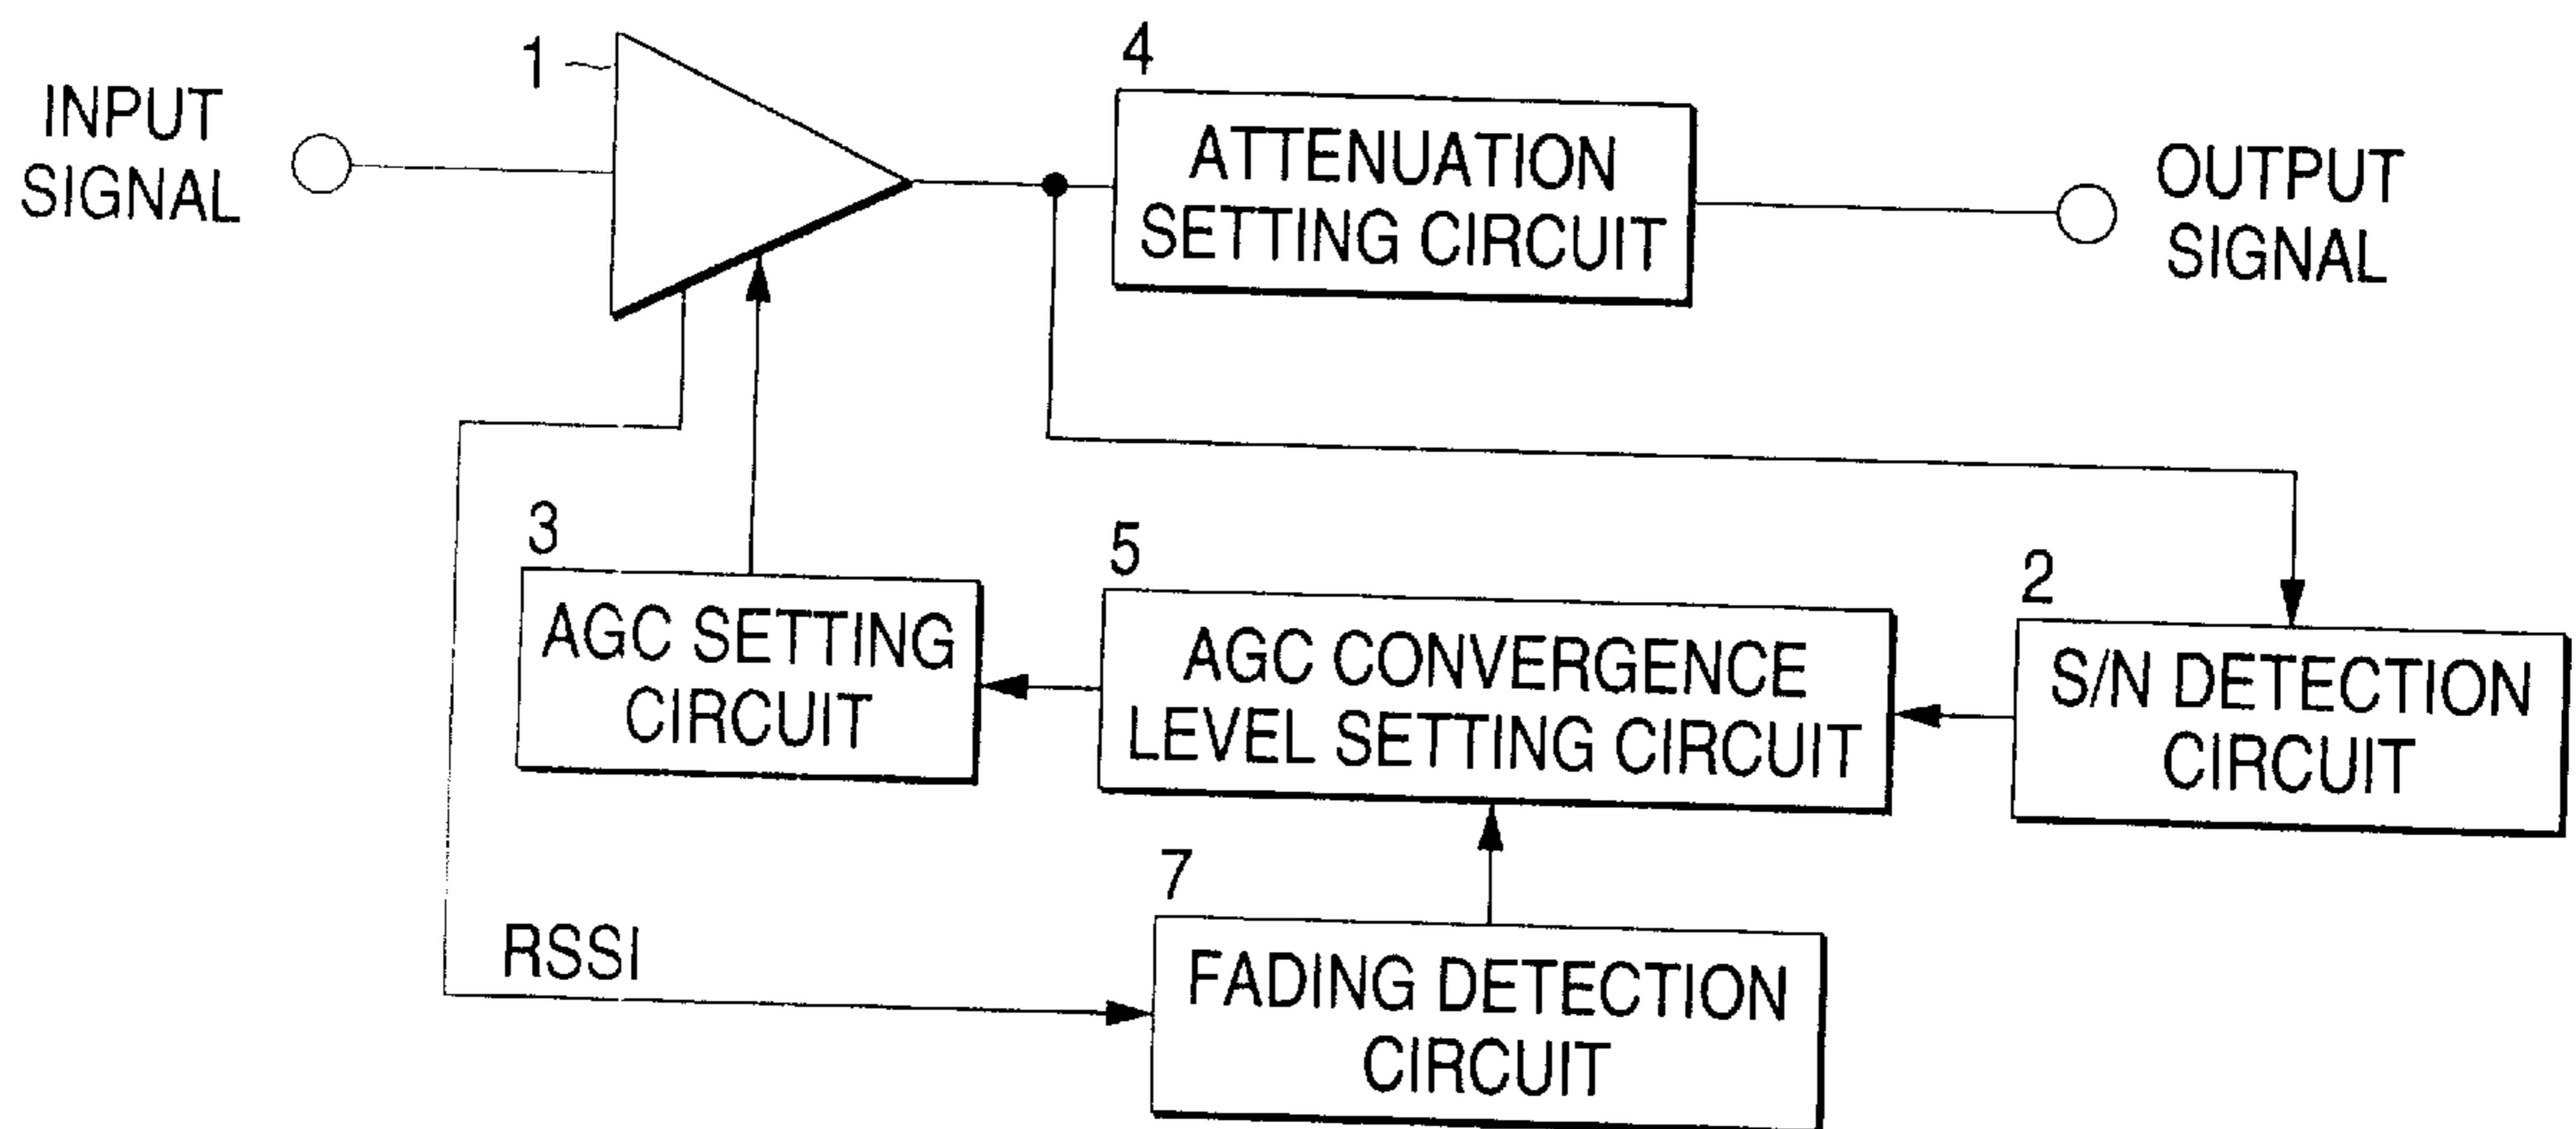 1
4
INPUT
SIGNAL
ATTENUATION
SETTING CIRCUIT
OUTPUT
SIGNAL
3
5
2
AGC SETTING
CIRCUIT
AGC CONVERGENCE
LEVEL SETTING CIRCUIT
S/N DETECTION
CIRCUIT
7
RSSI
FADING DETECTION
CIRCUIT